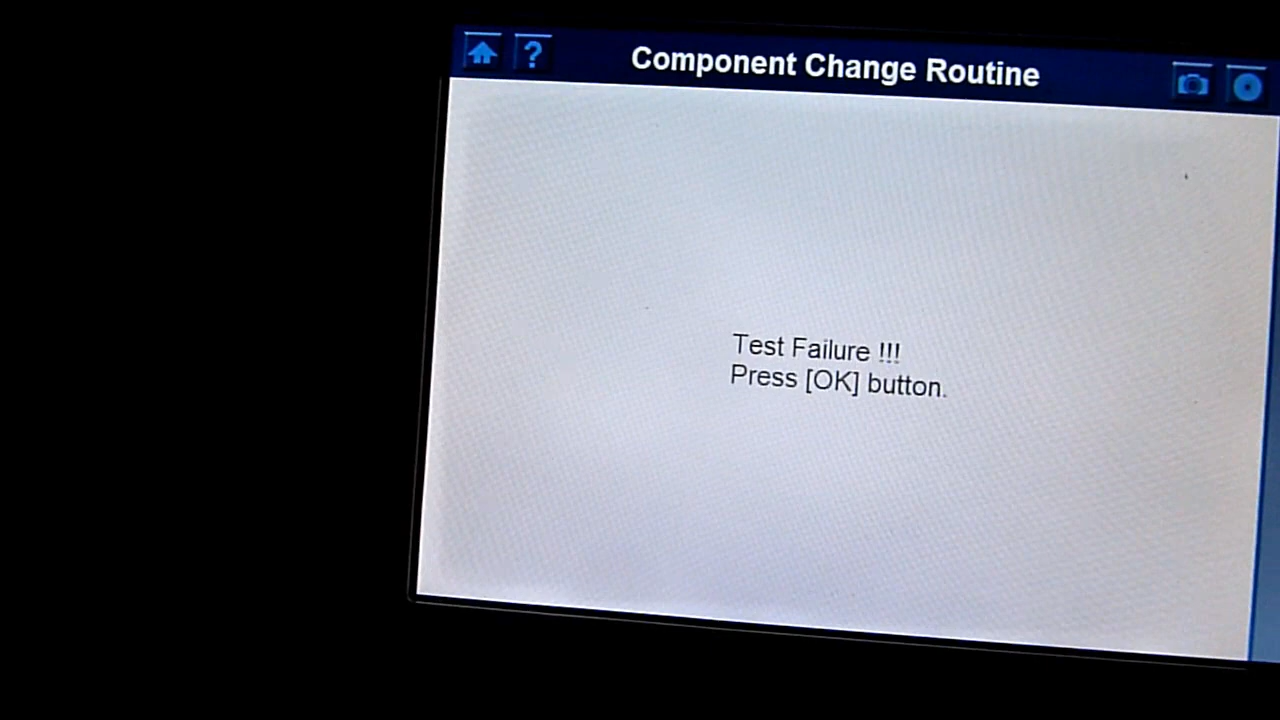 ? Component Change Routine
Test Failure !!!
Press [OK] button.